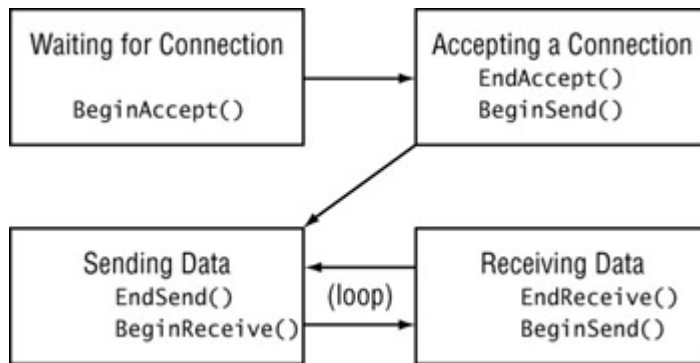 Waiting for Connection
BeginAccept()
Accepting a Connection
EndAccept()
BeginSend()
Sending Data
EndSend()
BeginReceive()
(loop)
Receiving Data
EndReceive()
BeginSend()